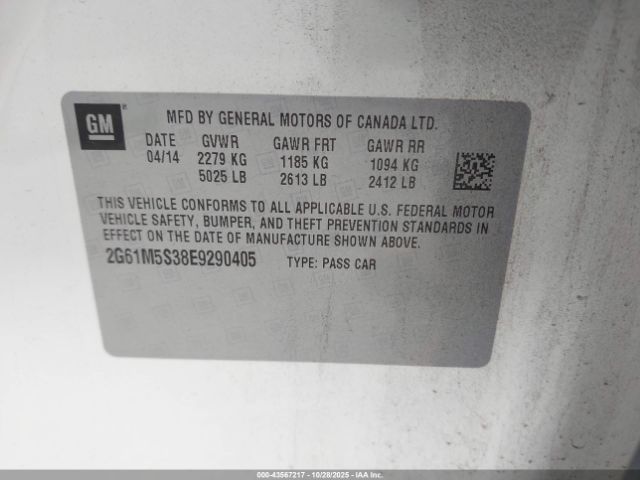 GM
MFD BY GENERAL MOTORS OF CANADA LTD.
DATE GVWR GAWR FRT GAWR RR
04/14 2279 KG 1185 KG 1094 KG
5025 LB 2613 LB 2412 LB
THIS VEHICLE CONFORMS TO ALL APPLICABLE U.S. FEDERAL MOTOR
VEHICLE SAFETY, BUMPER, AND THEFT PREVENTION STANDARDS IN
EFFECT ON THE DATE OF MANUFACTURE SHOWN ABOVE.
2G61M5S38E9290405 TYPE: PASS CAR
000-43567217 - 10/28/2025 - IAAI.COM